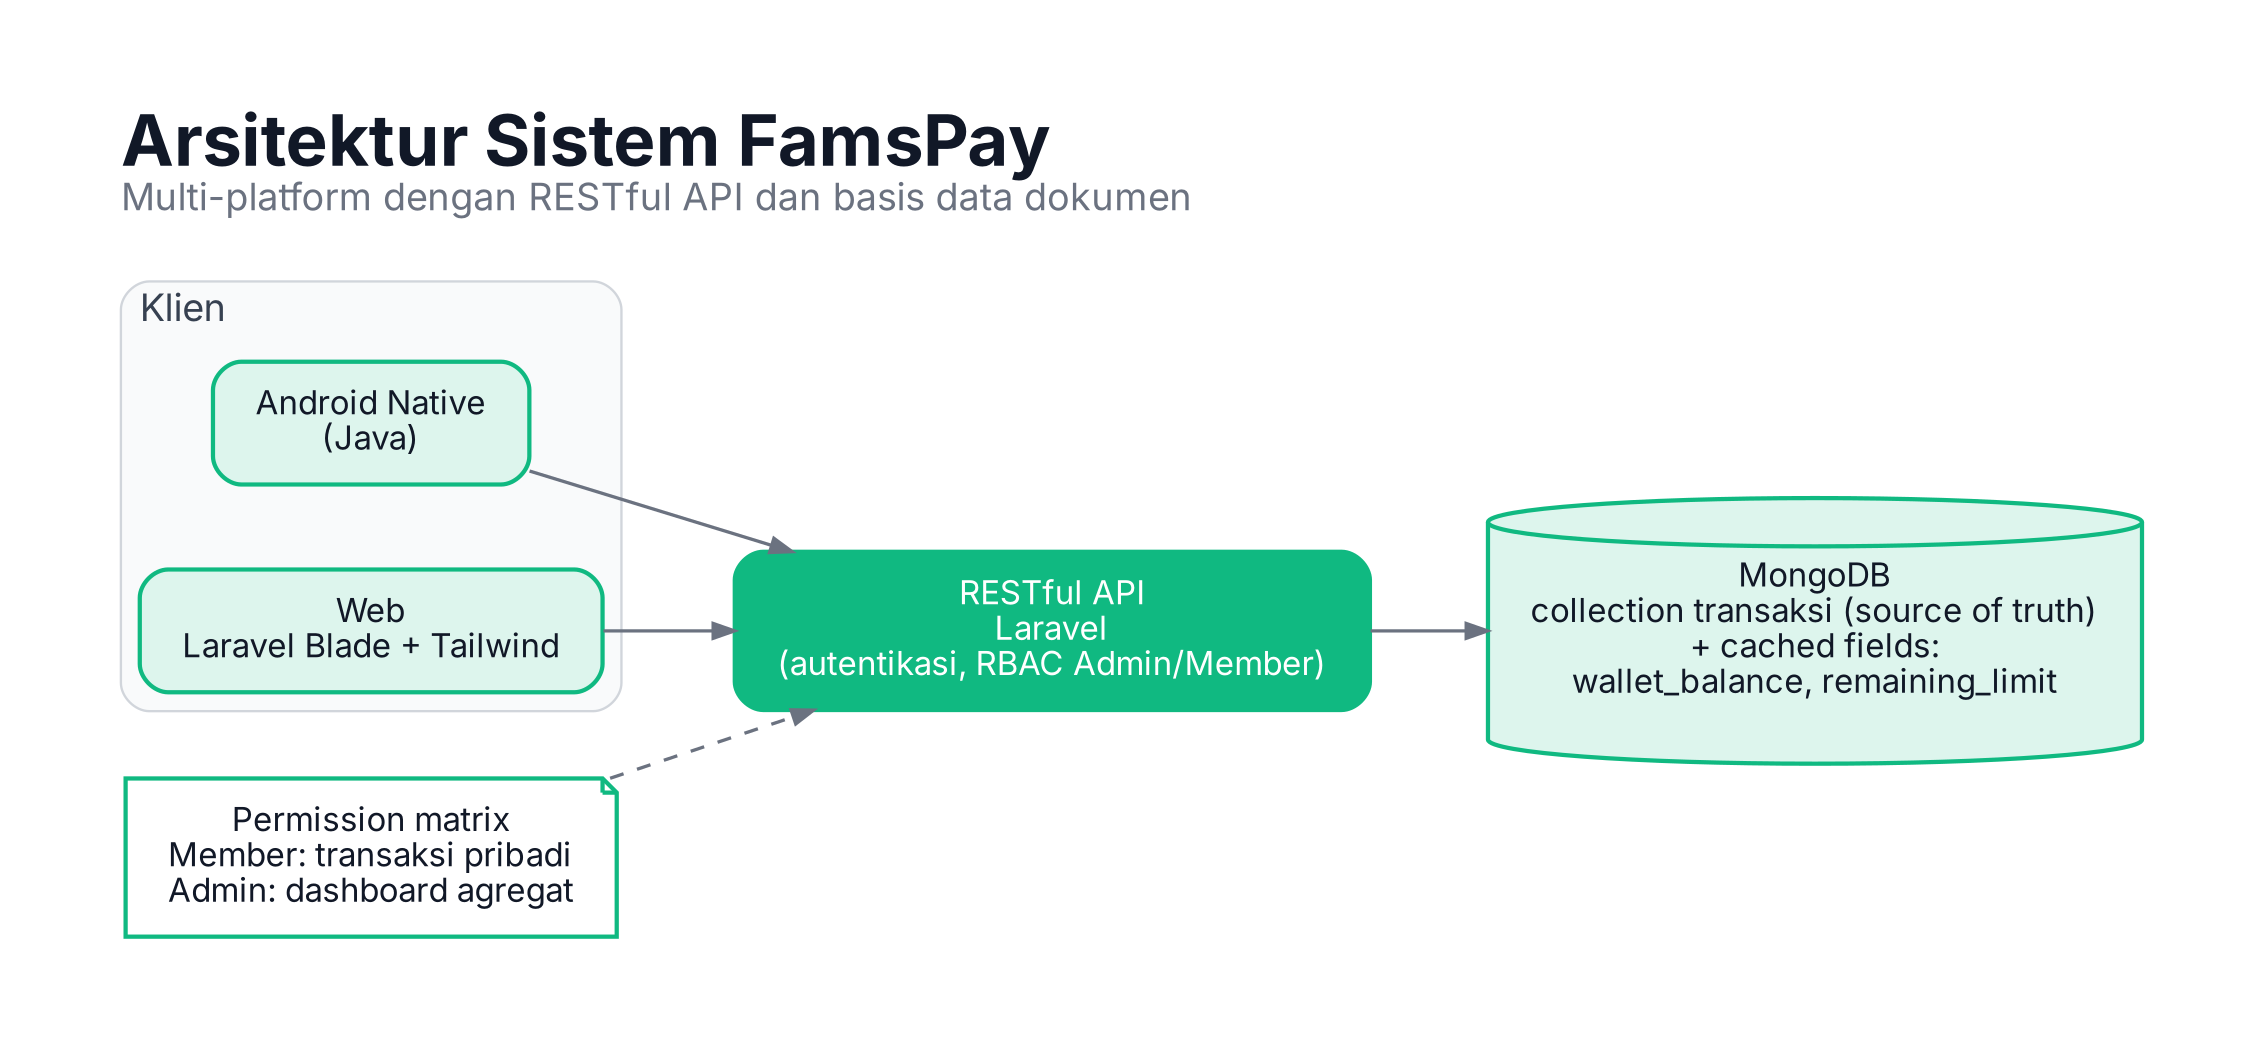 Arsitektur Sistem FamsPay
Multi-platform dengan RESTful API dan basis data dokumen
Klien
Android Native
(Java)
Web
Laravel Blade + Tailwind
RESTful API
Laravel
(autentikasi, RBAC Admin/Member)
MongoDB
collection transaksi (source of truth)
+ cached fields:
wallet_balance, remaining_limit
Permission matrix
Member: transaksi pribadi
Admin: dashboard agregat